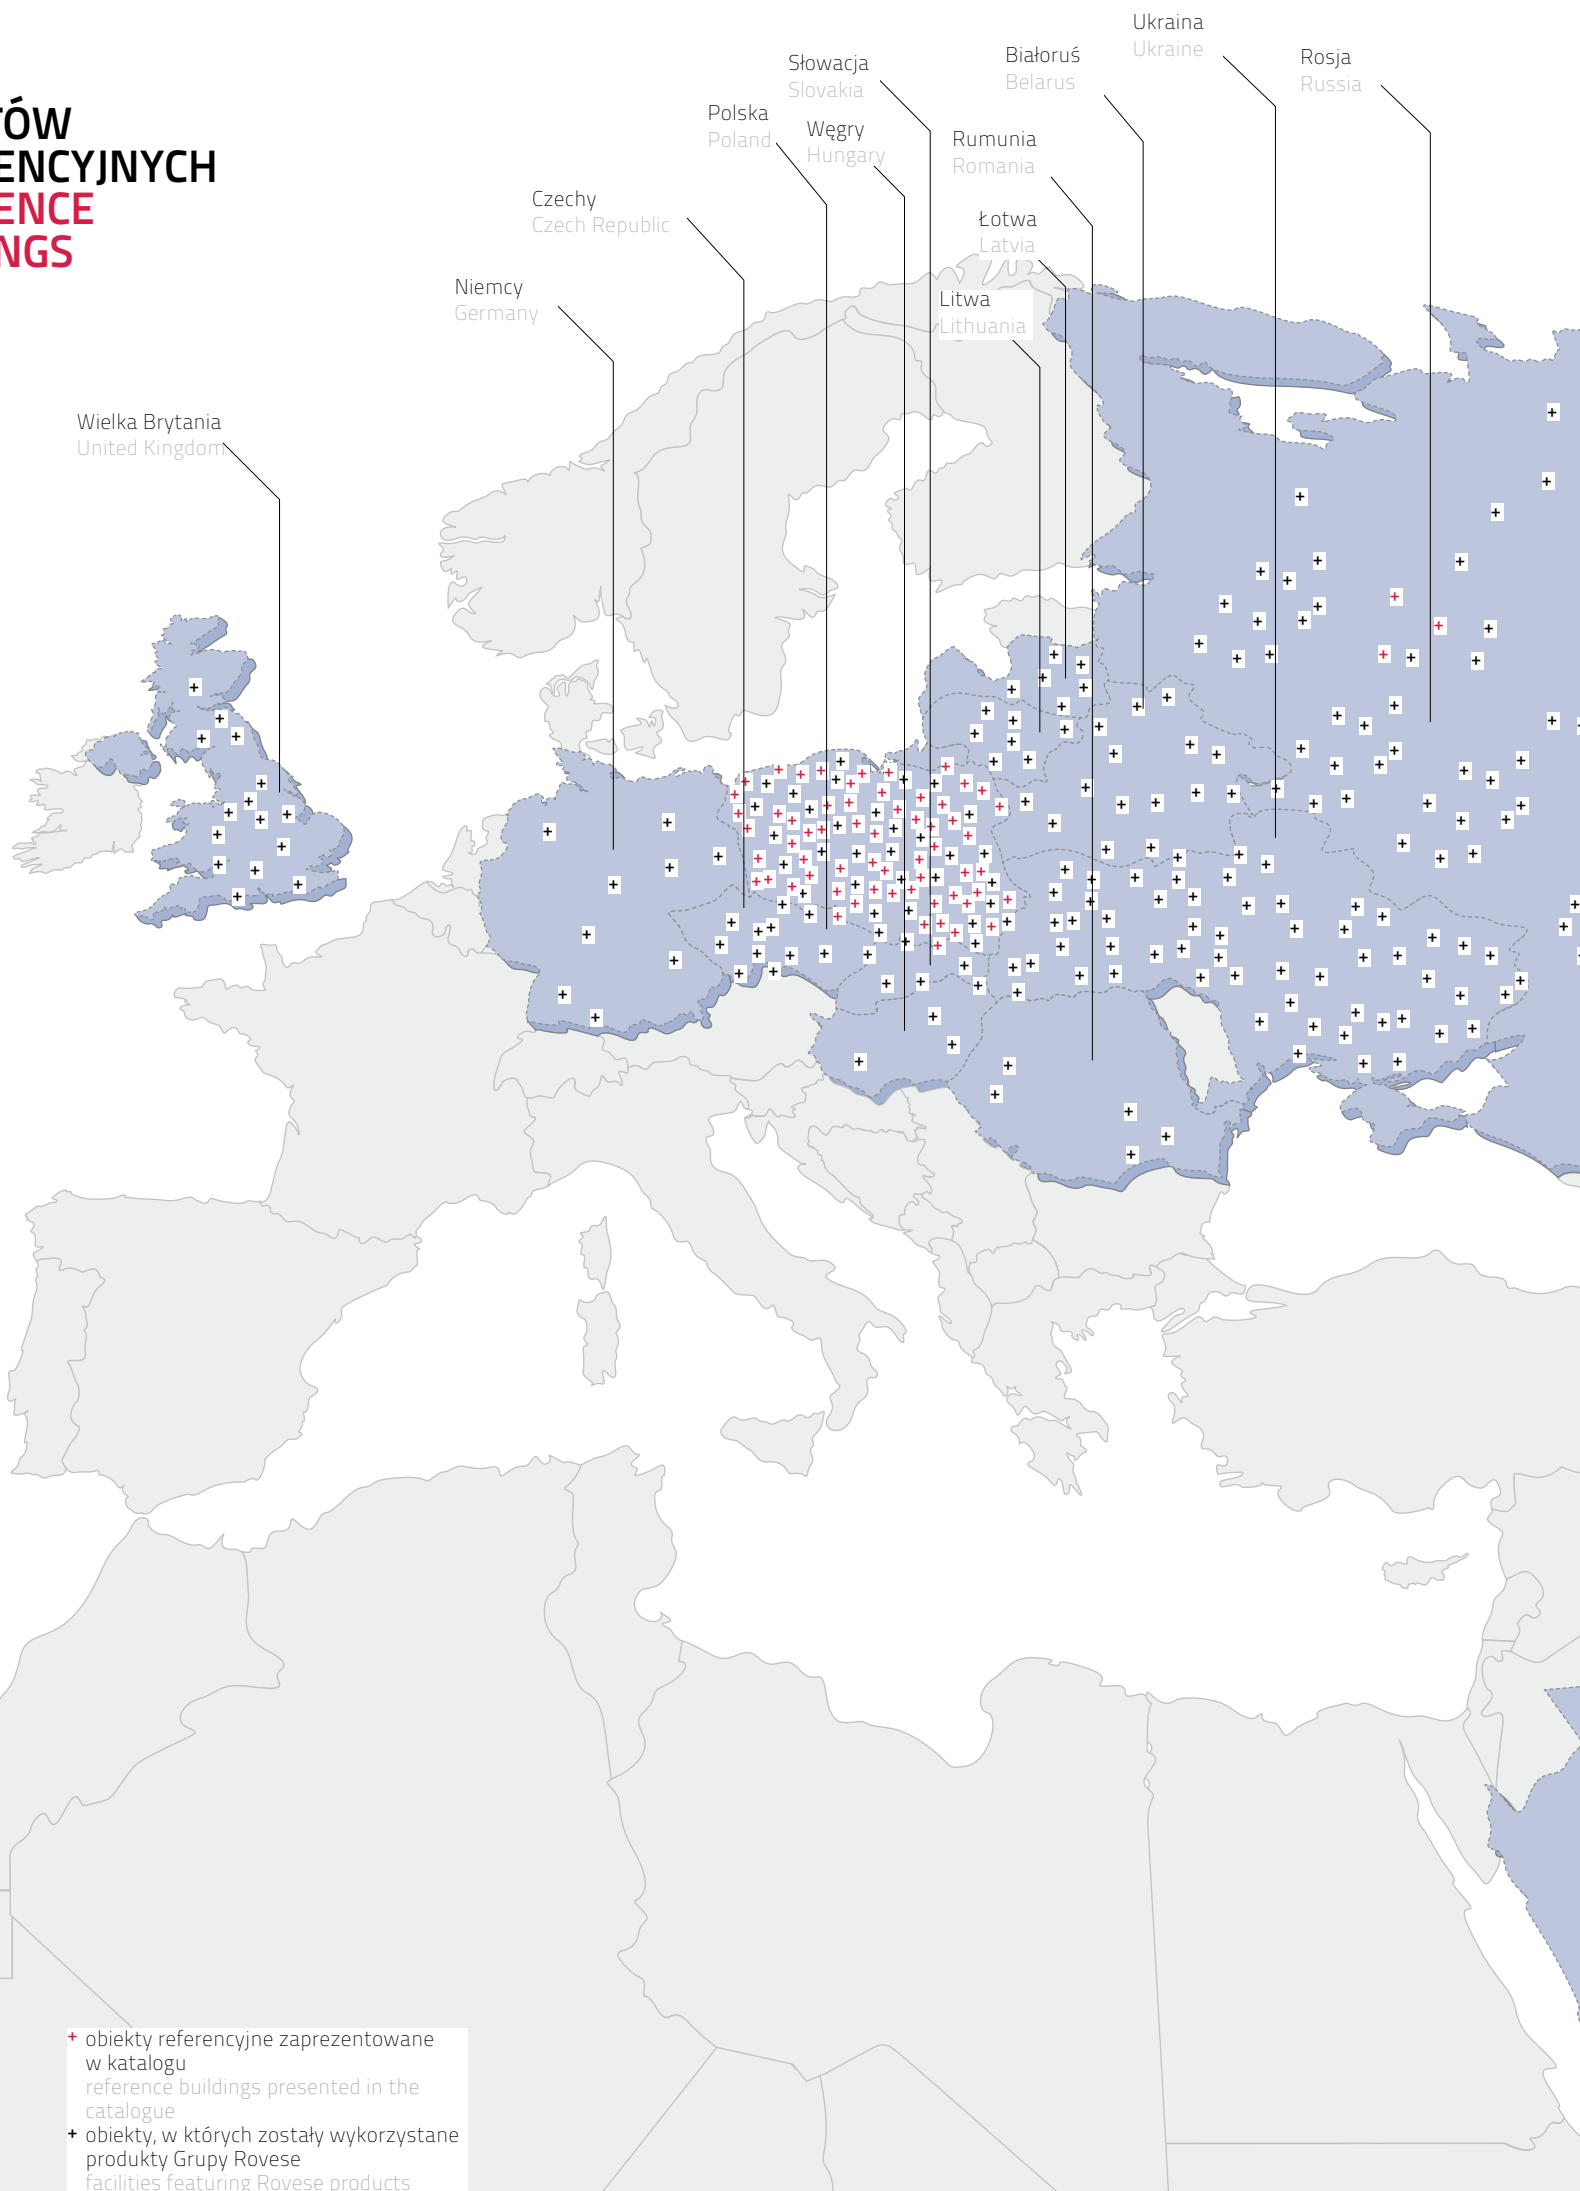 TÓW
ENCYJNYCH
ENCE
NGS
Ukraina
Ukraine
Białoruś
Belarus
Rosja
Russia
Słowacja
Slovakia
Polska
Poland
Węgry
Hungary
Rumunia
Romania
Czechy
Czech Republic
Łotwa
Latvia
Niemcy
Germany
Litwa
Lithuania
Wielka Brytania
United Kingdom
+ obiekty referencyjne zaprezentowane
w katalogu
reference buildings presented in the
catalogue
+ obiekty, w których zostały wykorzystane
produkty Grupy Rovese
facilities featuring Rovese products